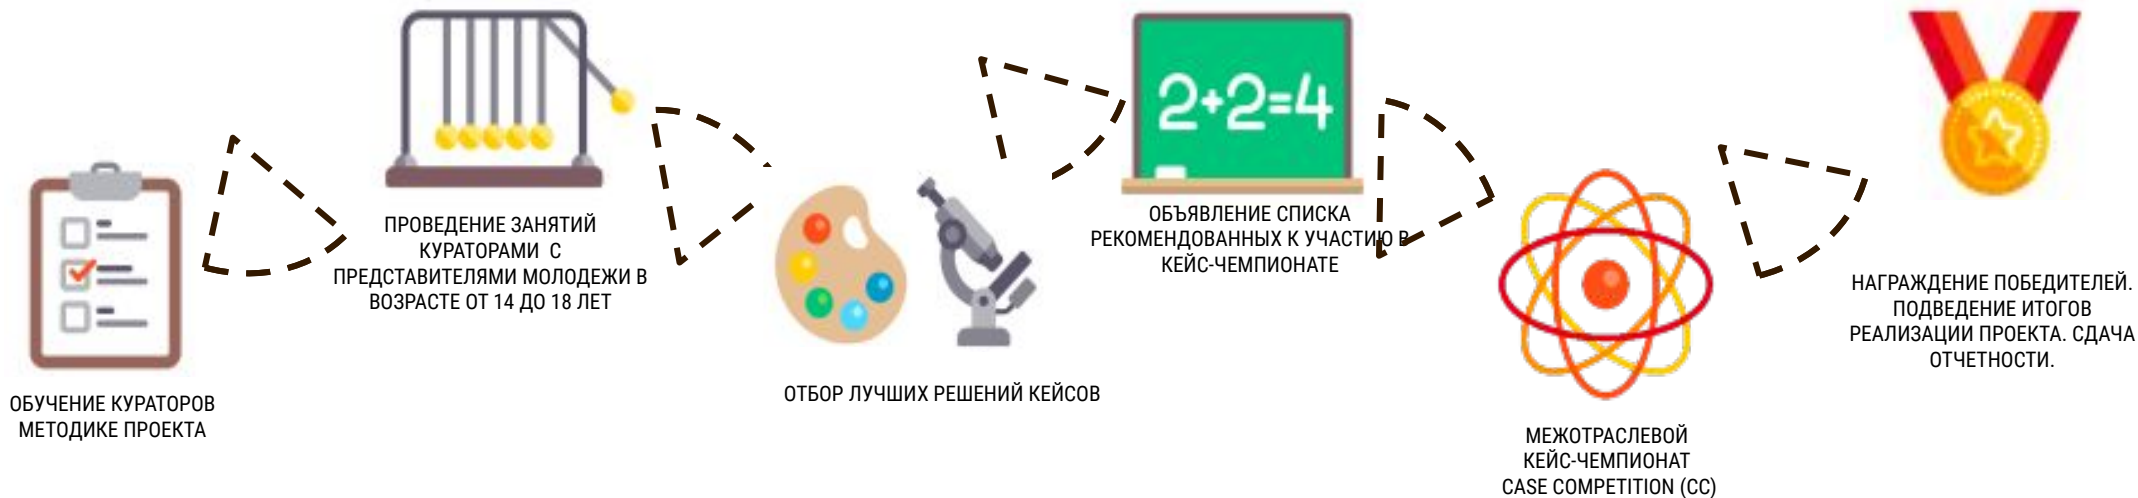 ОБУЧЕНИЕ КУРАТОРОВ
МЕТОДИКЕ ПРОЕКТА
ПРОВЕДЕНИЕ ЗАНЯТИЙ
КУРАТОРАМИ С
ПРЕДСТАВИТЕЛЯМИ МОЛОДЕЖИ В
ВОЗРАСТЕ ОТ 14 ДО 18 ЛЕТ
ОТБОР ЛУЧШИХ РЕШЕНИЙ КЕЙСОВ
2+2=4
ОБЪЯВЛЕНИЕ СПИСКА
РЕКОМЕНДОВАННЫХ К УЧАСТИЮ В
КЕЙС-ЧЕМПИОНАТЕ
МЕЖОТРАСЛЕВОЙ
КЕЙС-ЧЕМПИОНАТ
CASE COMPETITION (CC)
НАГРАЖДЕНИЕ ПОБЕДИТЕЛЕЙ.
ПОДВЕДЕНИЕ ИТОГОВ
РЕАЛИЗАЦИИ ПРОЕКТА. СДАЧА
ОТЧЕТНОСТИ.